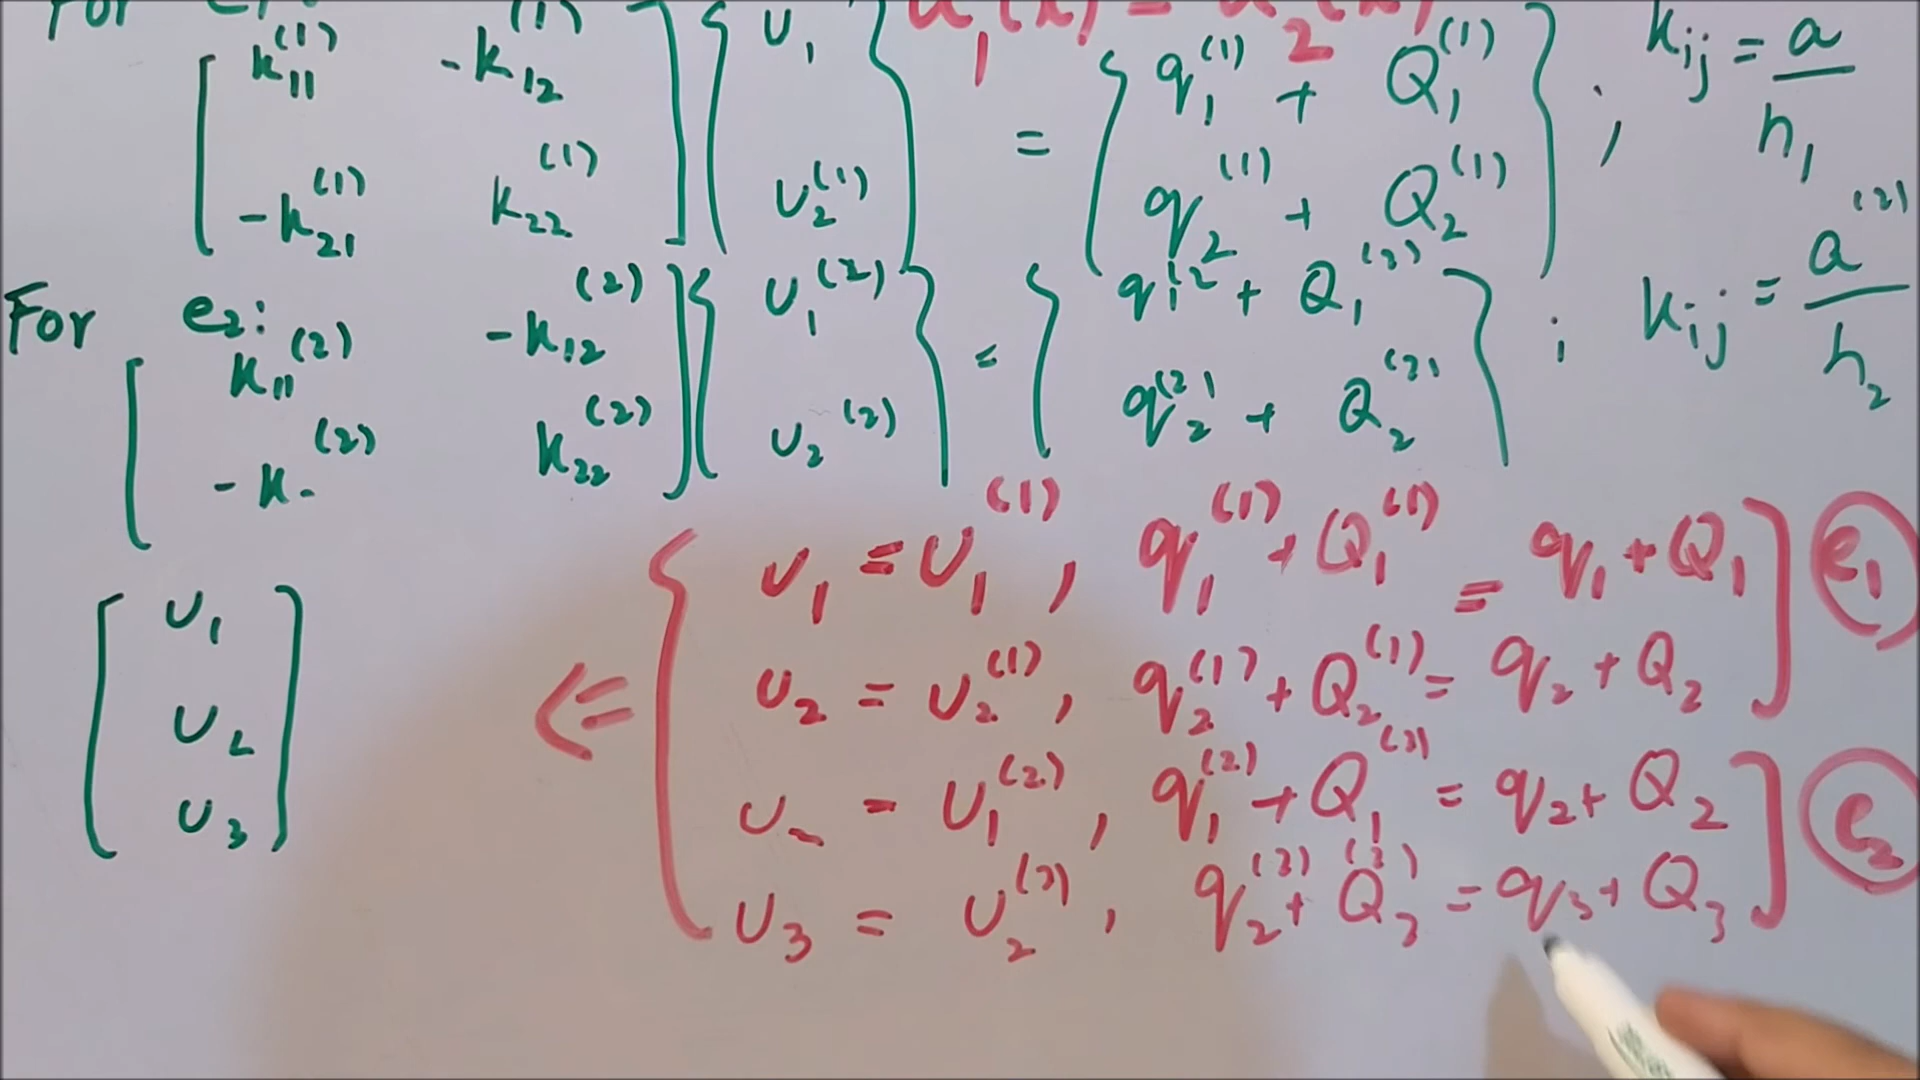 For e₁:
[ k₁₁⁽¹⁾ -k₁₂⁽¹⁾ ] { U₁ } = { q₁⁽¹⁾ + Q₁⁽¹⁾ } ; kᵢⱼ = a/h₁
[ -k₂₁⁽¹⁾ k₂₂⁽¹⁾ ] { U₂⁽¹⁾ } { q₂⁽¹⁾ + Q₂⁽¹⁾ }
u₁(x) = u₂(x)
For e₂:
[ k₁₁⁽²⁾ -k₁₂⁽²⁾ ] { U₁⁽²⁾ } = { q₁² + Q₁⁽²⁾ } ; kᵢⱼ = a⁽²⁾/h₂
[ -k.⁽²⁾ k₂₂⁽²⁾ ] { U₂⁽²⁾ } { q₂⁽²⁾ + Q₂⁽²⁾ }
[ U₁
U₂
U₃ ]
<= { U₁ = U₁⁽¹⁾, q₁⁽¹⁾ + Q₁⁽¹⁾ = q₁ + Q₁ ] e₁
U₂ = U₂⁽¹⁾, q₂⁽¹⁾ + Q₂⁽¹⁾ = q₂ + Q₂
U₂ = U₁⁽²⁾, q₁⁽²⁾ + Q₁⁽²⁾ = q₂ + Q₂ ] e₂
U₃ = U₂⁽²⁾, q₂⁽²⁾ + Q₂⁽²⁾ = q₃ + Q₃